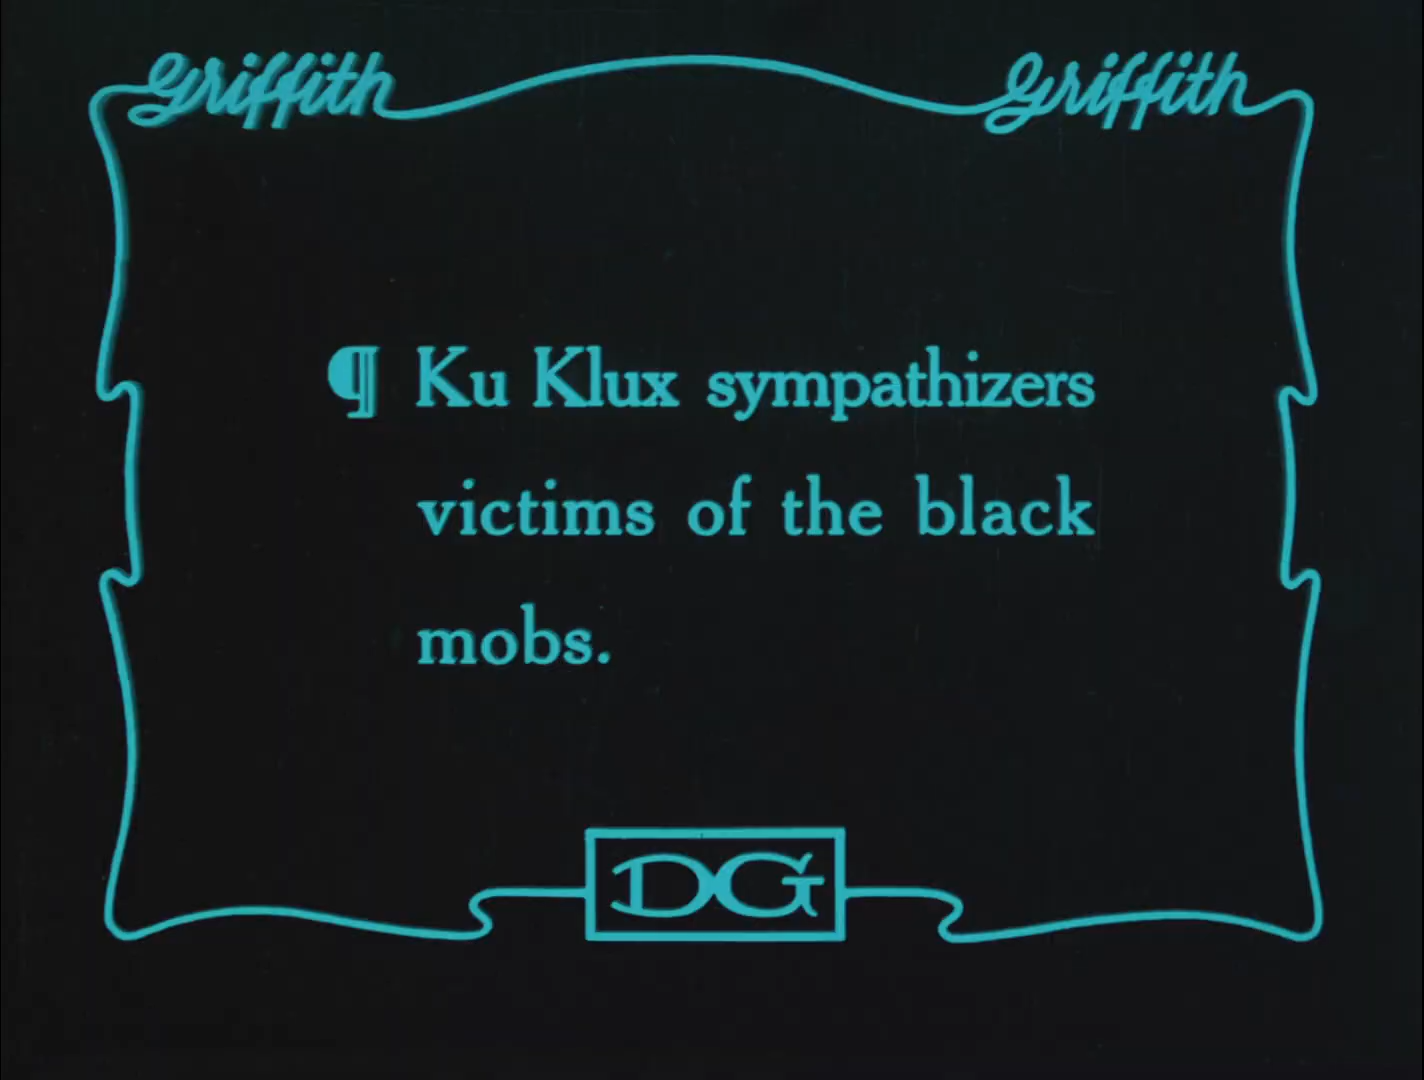 Griffith Griffith
¶ Ku Klux sympathizers
victims of the black
mobs.
DG